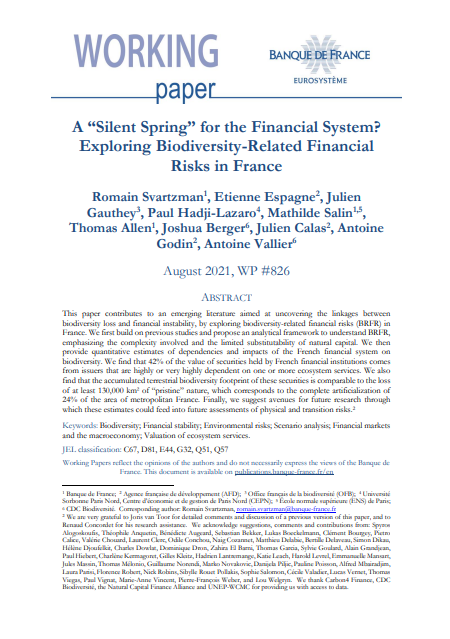 WORKING
paper
BANQUE DE FRANCE
EUROSYSTÈME
A “Silent Spring” for the Financial System?
Exploring Biodiversity-Related Financial
Risks in France
Romain Svartzman1, Etienne Espagne2, Julien
Gauthey3, Paul Hadji-Lazaro4, Mathilde Salin1,5,
Thomas Allen1, Joshua Berger6, Julien Calas2, Antoine
Godin2, Antoine Vallier6
August 2021, WP #826
ABSTRACT
This paper contributes to an emerging literature aimed at uncovering the linkages between
biodiversity loss and financial instability, by exploring biodiversity-related financial risks (BRFR) in
France. We first build on previous studies and propose an analytical framework to understand BRFR,
emphasizing the complexity involved and the limited substitutability of natural capital. We then
provide quantitative estimates of dependencies and impacts of the French financial system on
biodiversity. We find that 42% of the value of securities held by French financial institutions comes
from issuers that are highly or very highly dependent on one or more ecosystem services. We also
find that the accumulated terrestrial biodiversity footprint of these securities is comparable to the loss
of at least 130,000 km² of “pristine” nature, which corresponds to the complete artificialization of
24% of the area of metropolitan France. Finally, we suggest avenues for future research through
which these estimates could feed into future assessments of physical and transition risks.2
Keywords: Biodiversity; Financial stability; Environmental risks; Scenario analysis; Financial markets
and the macroeconomy; Valuation of ecosystem services.
JEL classification: C67, D81, E44, G32, Q51, Q57
Working Papers reflect the opinions of the authors and do not necessarily express the views of the Banque de
France. This document is available on publications.banque-france.fr/en
1 Banque de France; 2 Agence française de développement (AFD); 3 Office français de la biodiversité (OFB); 4 Université
Sorbonne Paris Nord, Centre d'économie et de gestion de Paris Nord (CEPN); 5 École normale supérieure (ENS) de Paris;
6 CDC Biodiversité. Corresponding author: Romain Svartzman, romain.svartzman@banque-france.fr
2 We are very grateful to Joris van Toor for detailed comments and discussion of a previous version of this paper, and to
Renaud Concordet for his research assistance. We acknowledge suggestions, comments and contributions from: Spyros
Alogoskoufis, Théophile Anquetin, Bénédicte Augeard, Sebastian Bekker, Lukas Boeckelmann, Clément Bourgey, Pietro
Calice, Valérie Chouard, Laurent Clerc, Odile Conchou, Naïg Cozannet, Matthieu Delabie, Bertille Delaveau, Simon Dikau,
Hélène Djoufelkit, Charles Dowlat, Dominique Dron, Zahira El Barni, Thomas Garcia, Sylvie Goulard, Alain Grandjean,
Paul Hiebert, Charlène Kermagoret, Gilles Kleitz, Hadrien Lantremange, Katie Leach, Harold Levrel, Emmanuelle Mansart,
Jules Massin, Thomas Mélonio, Guillaume Norendi, Marko Novakovic, Danijela Piljic, Pauline Poisson, Alfred Mbairadjim,
Laura Parisi, Florence Robert, Nick Robins, Sibylle Rouet Pollakis, Sophie Salomon, Cécile Valadier, Lucas Vernet, Thomas
Viegas, Paul Vignat, Marie-Anne Vincent, Pierre-François Weber, and Lou Welgryn. We thank Carbon4 Finance, CDC
Biodiversité, the Natural Capital Finance Alliance and UNEP-WCMC for providing us with access to data.